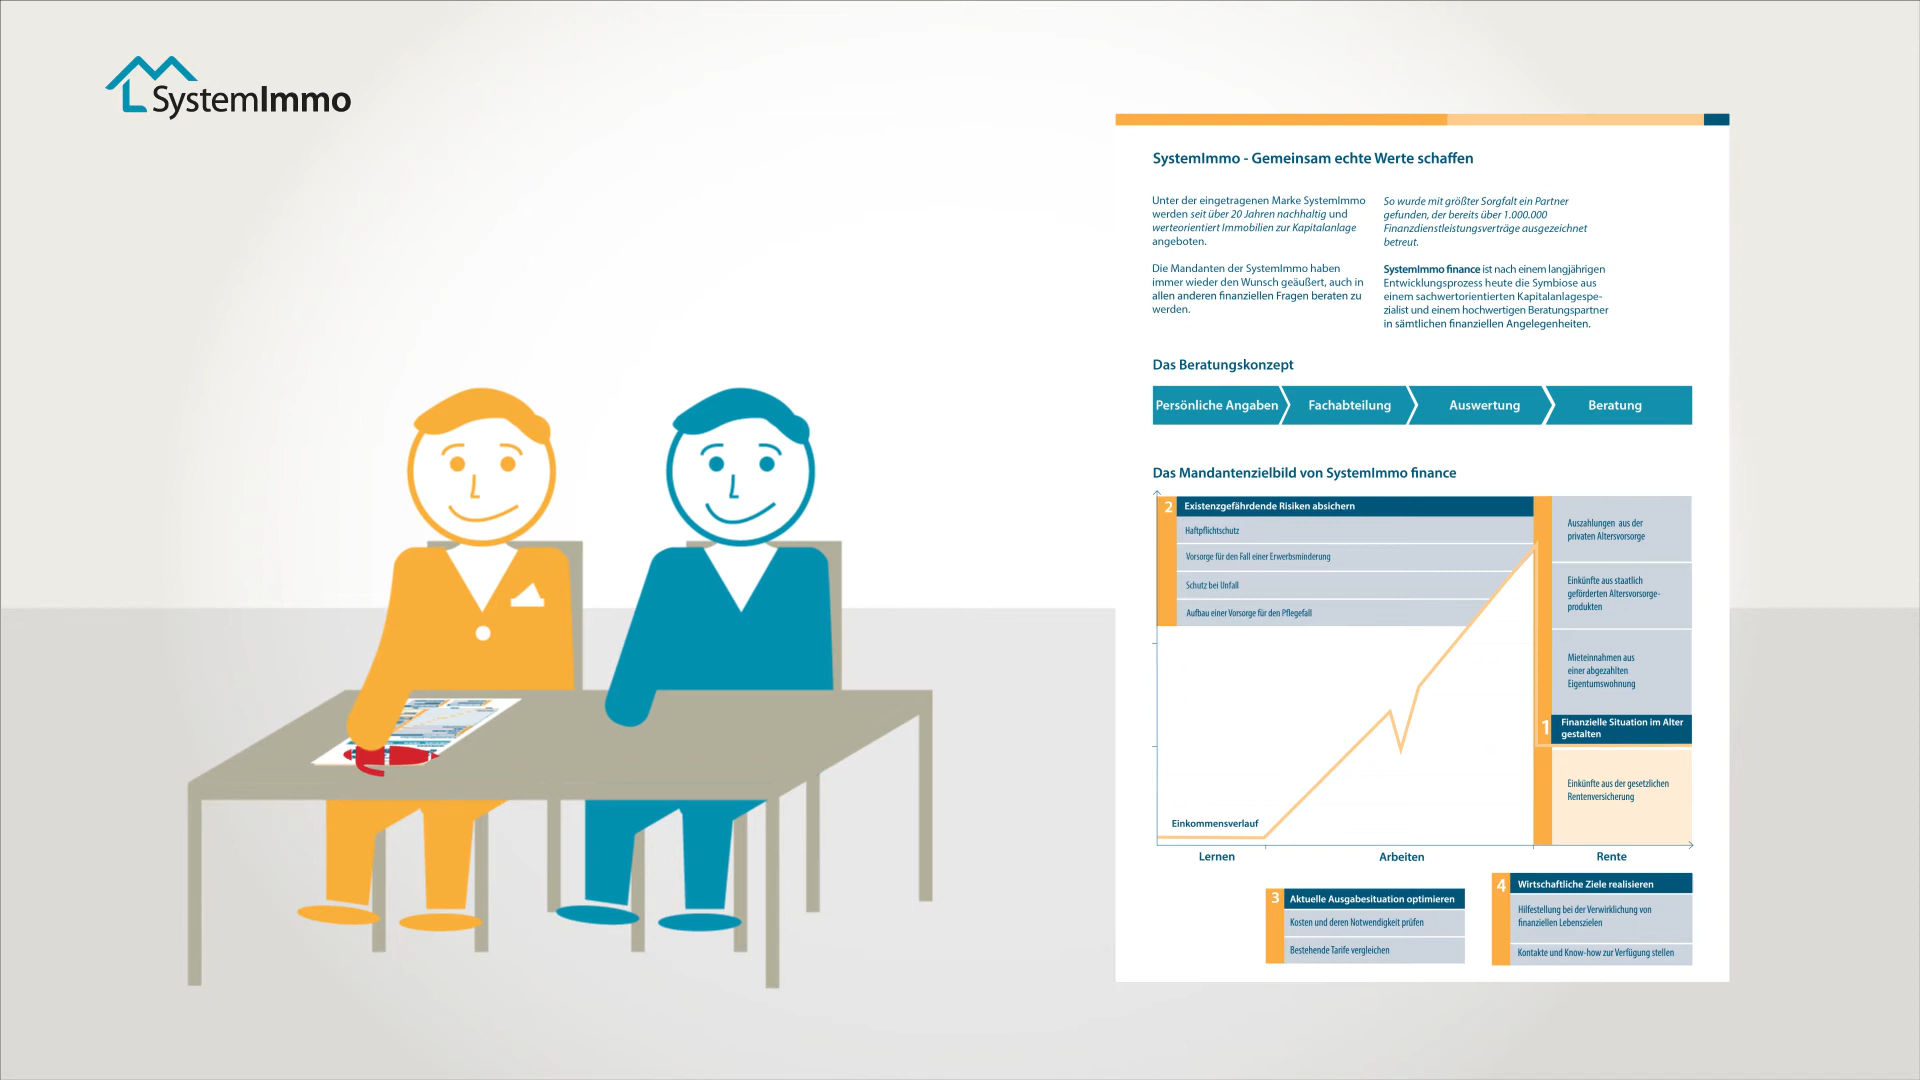 SystemImmo
SystemImmo - Gemeinsam echte Werte schaffen
Unter der eingetragenen Marke SystemImmo
werden seit über 20 Jahren nachhaltig und
werteorientiert Immobilien zur Kapitalanlage
angeboten.
Die Mandanten der SystemImmo haben
immer wieder den Wunsch geäußert, auch in
allen anderen finanziellen Fragen beraten zu
werden.
So wurde mit größter Sorgfalt ein Partner
gefunden, der bereits über 1.000.000
Finanzdienstleistungsverträge ausgezeichnet
betreut.
SystemImmo finance ist nach einem langjährigen
Entwicklungsprozess heute die Symbiose aus
einem sachwertorientierten Kapitalanlagespe-
zialist und einem hochwertigen Beratungspartner
in sämtlichen finanziellen Angelegenheiten.
Das Beratungskonzept
Persönliche Angaben
Fachabteilung
Auswertung
Beratung
Das Mandantenzielbild von SystemImmo finance
2 Existenzgefährdende Risiken absichern
Haftpflichtschutz
Vorsorge für den Fall einer Erwerbsminderung
Schutz bei Unfall
Aufbau einer Vorsorge für den Pflegefall
Auszahlungen aus der
privaten Altersvorsorge
Einkünfte aus staatlich
geförderten Altersvorsorge-
produkten
Mieteinnahmen aus
einer abgezahlten
Eigentumswohnung
1 Finanzielle Situation im Alter
gestalten
Einkünfte aus der gesetzlichen
Rentenversicherung
Einkommensverlauf
Lernen
Arbeiten
Rente
3 Aktuelle Ausgabesituation optimieren
Kosten und deren Notwendigkeit prüfen
Bestehende Tarife vergleichen
4 Wirtschaftliche Ziele realisieren
Hilfestellung bei der Verwirklichung von
finanziellen Lebenszielen
Kontakte und Know-how zur Verfügung stellen